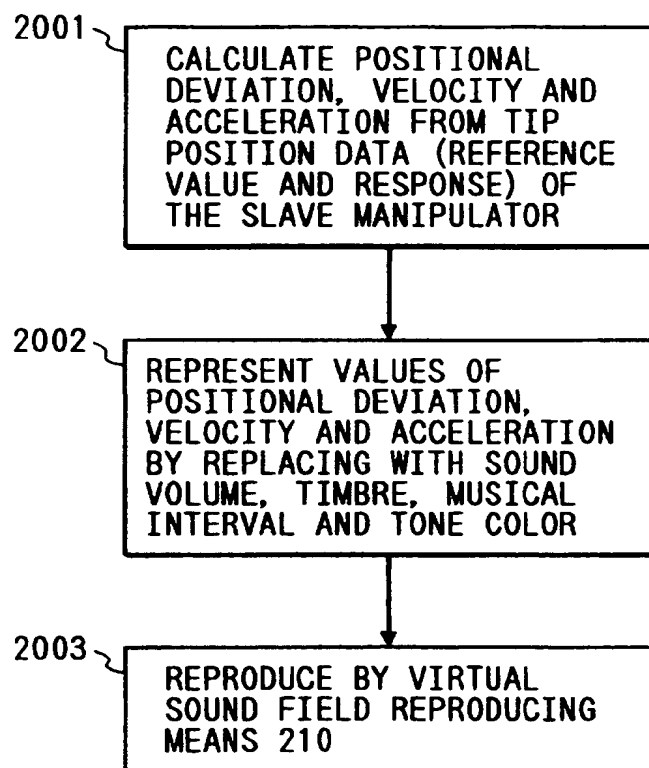 2001
CALCULATE POSITIONAL
DEVIATION, VELOCITY AND
ACCELERATION FROM TIP
POSITION DATA (REFERENCE
VALUE AND RESPONSE) OF
THE SLAVE MANIPULATOR
2002
REPRESENT VALUES OF
POSITIONAL DEVIATION,
VELOCITY AND ACCELERATION
BY REPLACING WITH SOUND
VOLUME, TIMBRE, MUSICAL
INTERVAL AND TONE COLOR
2003
REPRODUCE BY VIRTUAL
SOUND FIELD REPRODUCING
MEANS 210